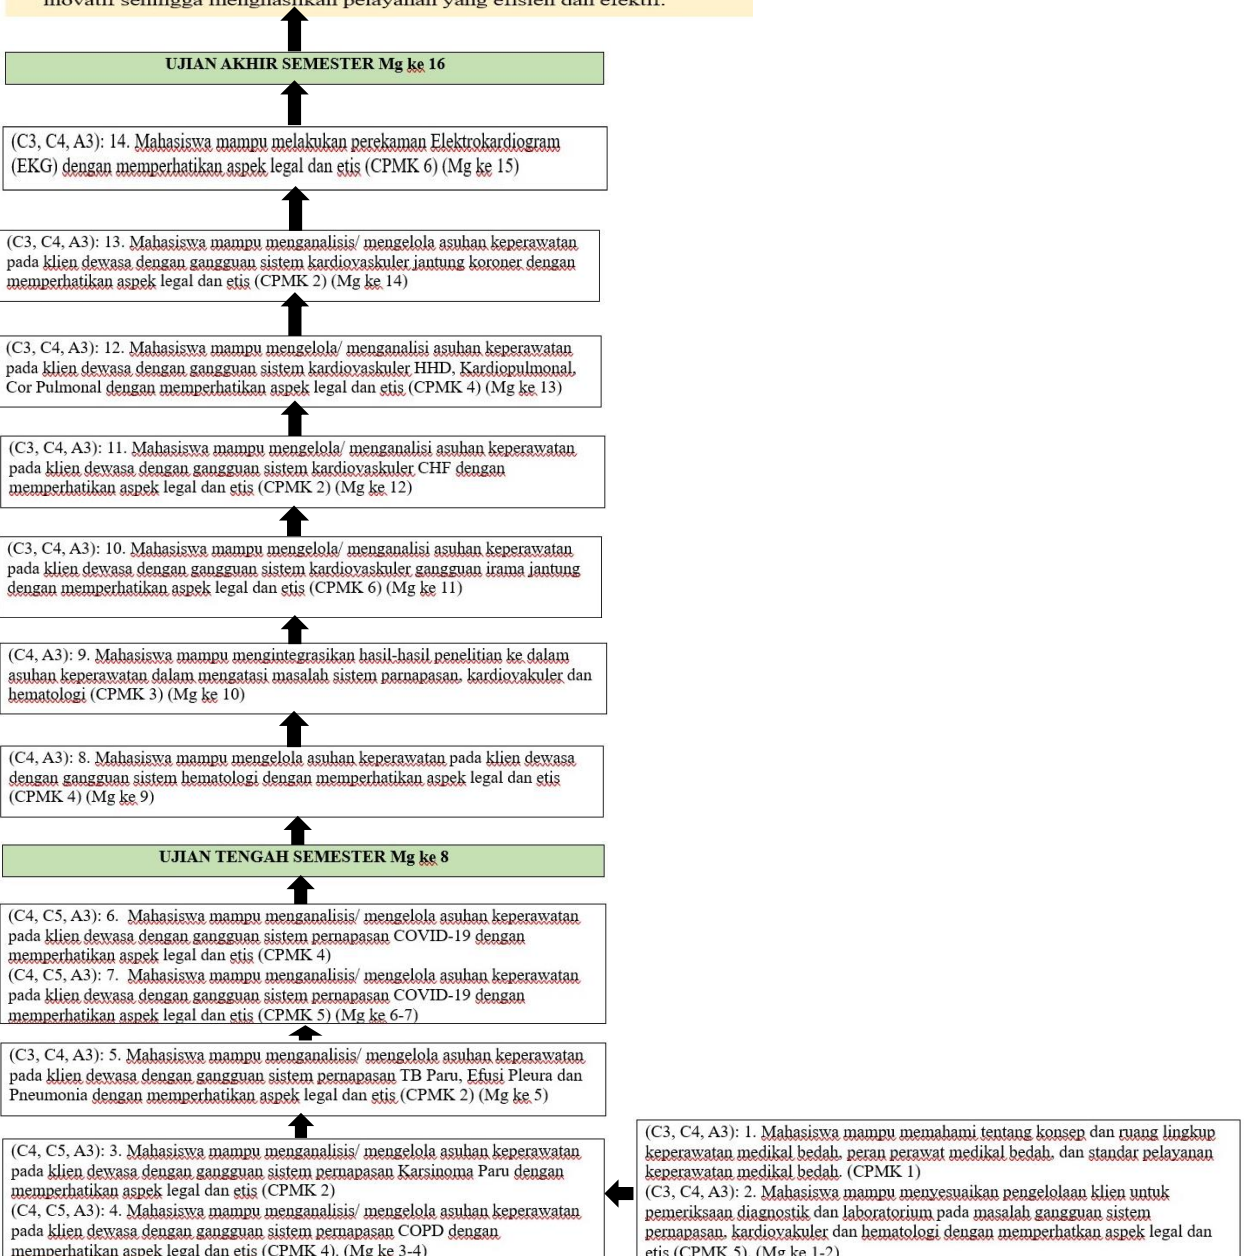 inovatif sehingga menghasilkan pelayanan yang efisien dan efektif.
UJIAN AKHIR SEMESTER Mg ke 16
(C3, C4, A3): 14. Mahasiswa mampu melakukan perekaman Elektrokardiogram
(EKG) dengan memperhatikan aspek legal dan etis (CPMK 6) (Mg ke 15)
(C3, C4, A3): 13. Mahasiswa mampu menganalisis/ mengelola asuhan keperawatan
pada klien dewasa dengan gangguan sistem kardiovaskuler jantung koroner dengan
memperhatikan aspek legal dan etis (CPMK 2) (Mg ke 14)
(C3, C4, A3): 12. Mahasiswa mampu mengelola/ menganalisi asuhan keperawatan
pada klien dewasa dengan gangguan sistem kardiovaskuler HHD, Kardiopulmonal,
Cor Pulmonal dengan memperhatikan aspek legal dan etis (CPMK 4) (Mg ke 13)
(C3, C4, A3): 11. Mahasiswa mampu mengelola/ menganalisi asuhan keperawatan
pada klien dewasa dengan gangguan sistem kardiovaskuler CHF dengan
memperhatikan aspek legal dan etis (CPMK 2) (Mg ke 12)
(C3, C4, A3): 10. Mahasiswa mampu mengelola/ menganalisi asuhan keperawatan
pada klien dewasa dengan gangguan sistem kardiovaskuler gangguan irama jantung
dengan memperhatikan aspek legal dan etis (CPMK 6) (Mg ke 11)
(C4, A3): 9. Mahasiswa mampu mengintegrasikan hasil-hasil penelitian ke dalam
asuhan keperawatan dalam mengatasi masalah sistem parnapasan, kardiovakuler dan
hematologi (CPMK 3) (Mg ke 10)
(C4, A3): 8. Mahasiswa mampu mengelola asuhan keperawatan pada klien dewasa
dengan gangguan sistem hematologi dengan memperhatikan aspek legal dan etis
(CPMK 4) (Mg ke 9)
UJIAN TENGAH SEMESTER Mg ke 8
(C4, C5, A3): 6. Mahasiswa mampu menganalisis/ mengelola asuhan keperawatan
pada klien dewasa dengan gangguan sistem pernapasan COVID-19 dengan
memperhatikan aspek legal dan etis (CPMK 4)
(C4, C5, A3): 7. Mahasiswa mampu menganalisis/ mengelola asuhan keperawatan
pada klien dewasa dengan gangguan sistem pernapasan COVID-19 dengan
memperhatikan aspek legal dan etis (CPMK 5) (Mg ke 6-7)
(C3, C4, A3): 5. Mahasiswa mampu menganalisis/ mengelola asuhan keperawatan
pada klien dewasa dengan gangguan sistem pernapasan TB Paru, Efusi Pleura dan
Pneumonia dengan memperhatikan aspek legal dan etis (CPMK 2) (Mg ke 5)
(C4, C5, A3): 3. Mahasiswa mampu menganalisis/ mengelola asuhan keperawatan
pada klien dewasa dengan gangguan sistem pernapasan Karsinoma Paru dengan
memperhatikan aspek legal dan etis (CPMK 2)
(C4, C5, A3): 4. Mahasiswa mampu menganalisis/ mengelola asuhan keperawatan
pada klien dewasa dengan gangguan sistem pernapasan COPD dengan
memperhatikan aspek legal dan etis (CPMK 4). (Mg ke 3-4)
(C3, C4, A3): 1. Mahasiswa mampu memahami tentang konsep dan ruang lingkup
keperawatan medikal bedah, peran perawat medikal bedah, dan standar pelayanan
keperawatan medikal bedah. (CPMK 1)
(C3, C4, A3): 2. Mahasiswa mampu menyesuaikan pengelolaan klien untuk
pemeriksaan diagnostik dan laboratorium pada masalah gangguan sistem
pernapasan, kardiovakuler dan hematologi dengan memperhatkan aspek legal dan
etis (CPMK 5). (Mg ke 1-2)